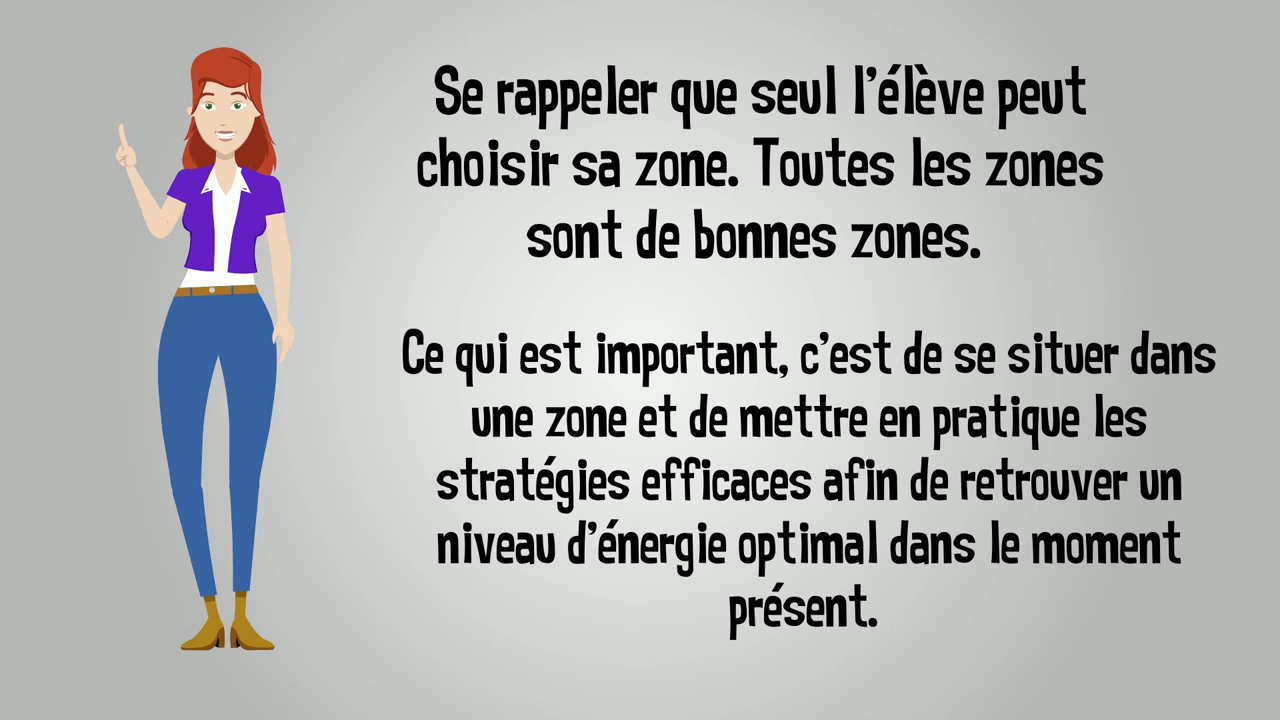 Se rappeler que seul l'élève peut
choisir sa zone. Toutes les zones
sont de bonnes zones.
Ce qui est important, c'est de se situer dans
une zone et de mettre en pratique les
stratégies efficaces afin de retrouver un
niveau d'énergie optimal dans le moment
présent.